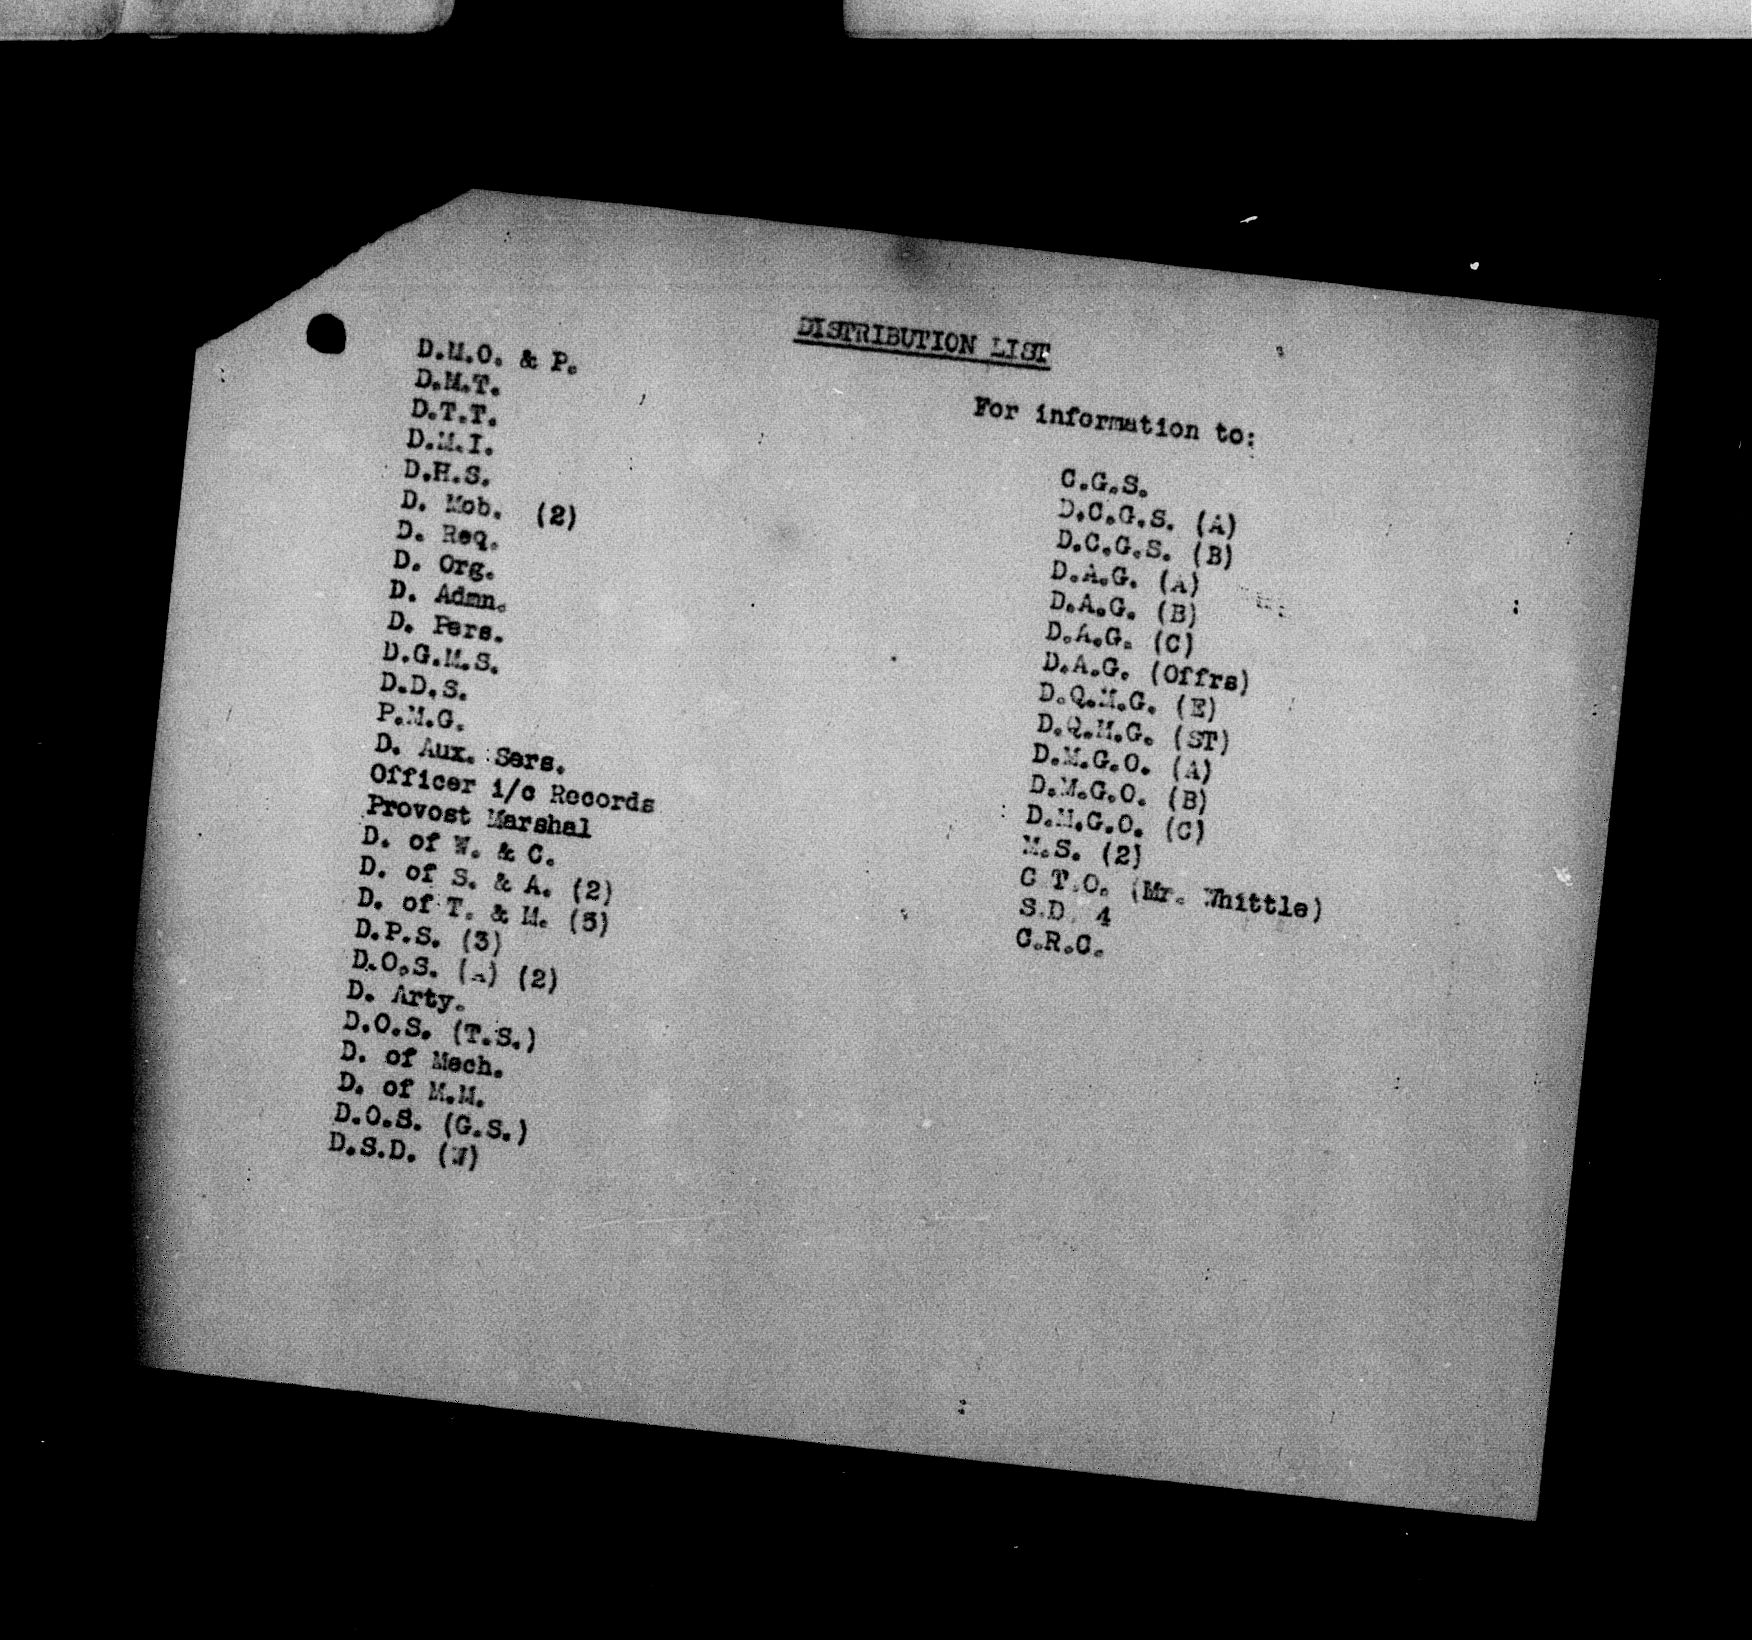 DISTRIBUTION LIST
D.M.O. & P.
D.M.T.
D.T.T.
D.M.I.
D.H.S.
D. Mob. (2)
D. Req.
D. Org.
D. Admn.
D. Pers.
D.G.M.S.
D.D.S.
P.M.G.
D. Aux. Sers.
Officer i/c Records
Provost Marshal
D. of W. & C.
D. of S. & A. (2)
D. of T. & M.
D.P.S. (3)
D.O.S. (A) (2)
D. Arty.
D.O.S. (T.S.)
D. of Mech.
D. of M.M.
D.O.S. (G.S.)
D.S.D. (W)
For information to:
C.G.S.
D.C.G.S. (A)
D.C.G.S. (B)
D.A.G. (A)
D.A.G. (B)
D.A.G. (C)
D.A.G. (Offrs)
D.Q.M.G. (E)
D.Q.M.G. (ST)
D.M.G.O. (A)
D.M.G.O. (B)
D.M.G.O. (C)
M.S. (2)
C.T.O. (Mr. Whittle)
S.D. 4
C.R.C.